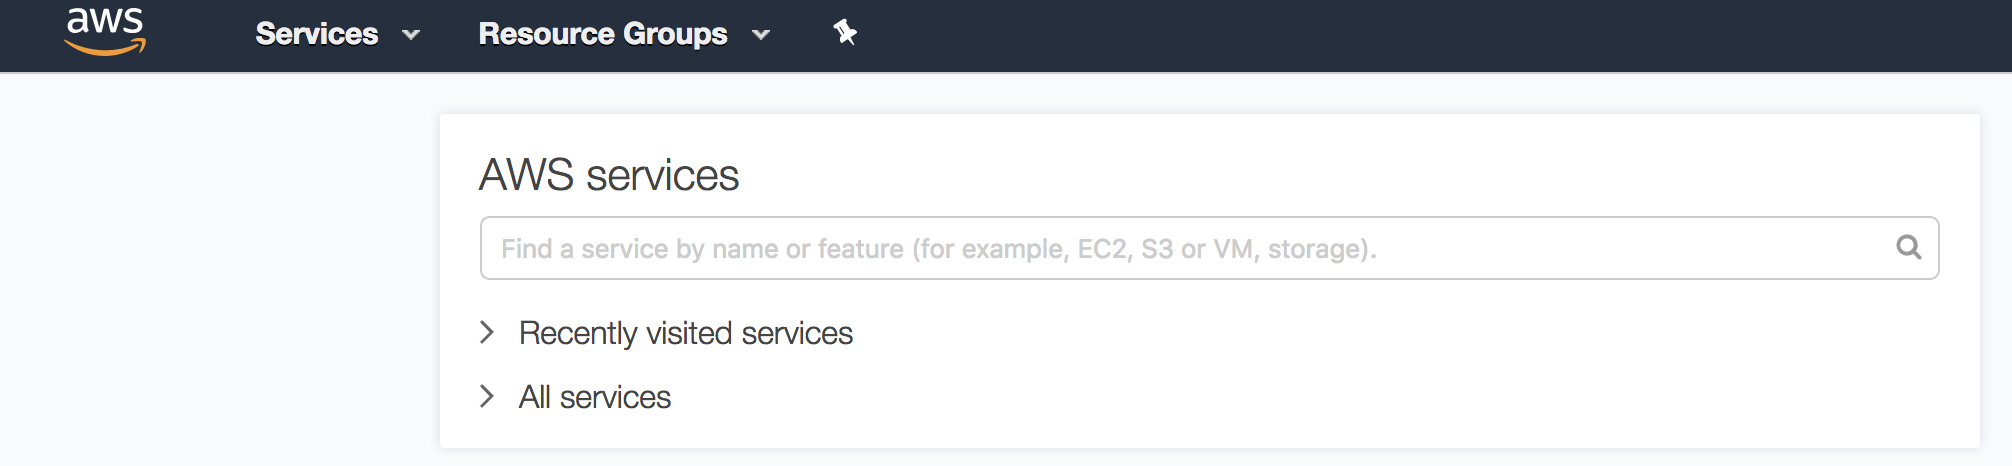 aws
Services
Resource Groups
AWS services
Find a service by name or feature (for example, EC2, S3 or VM, storage).
Recently visited services
All services